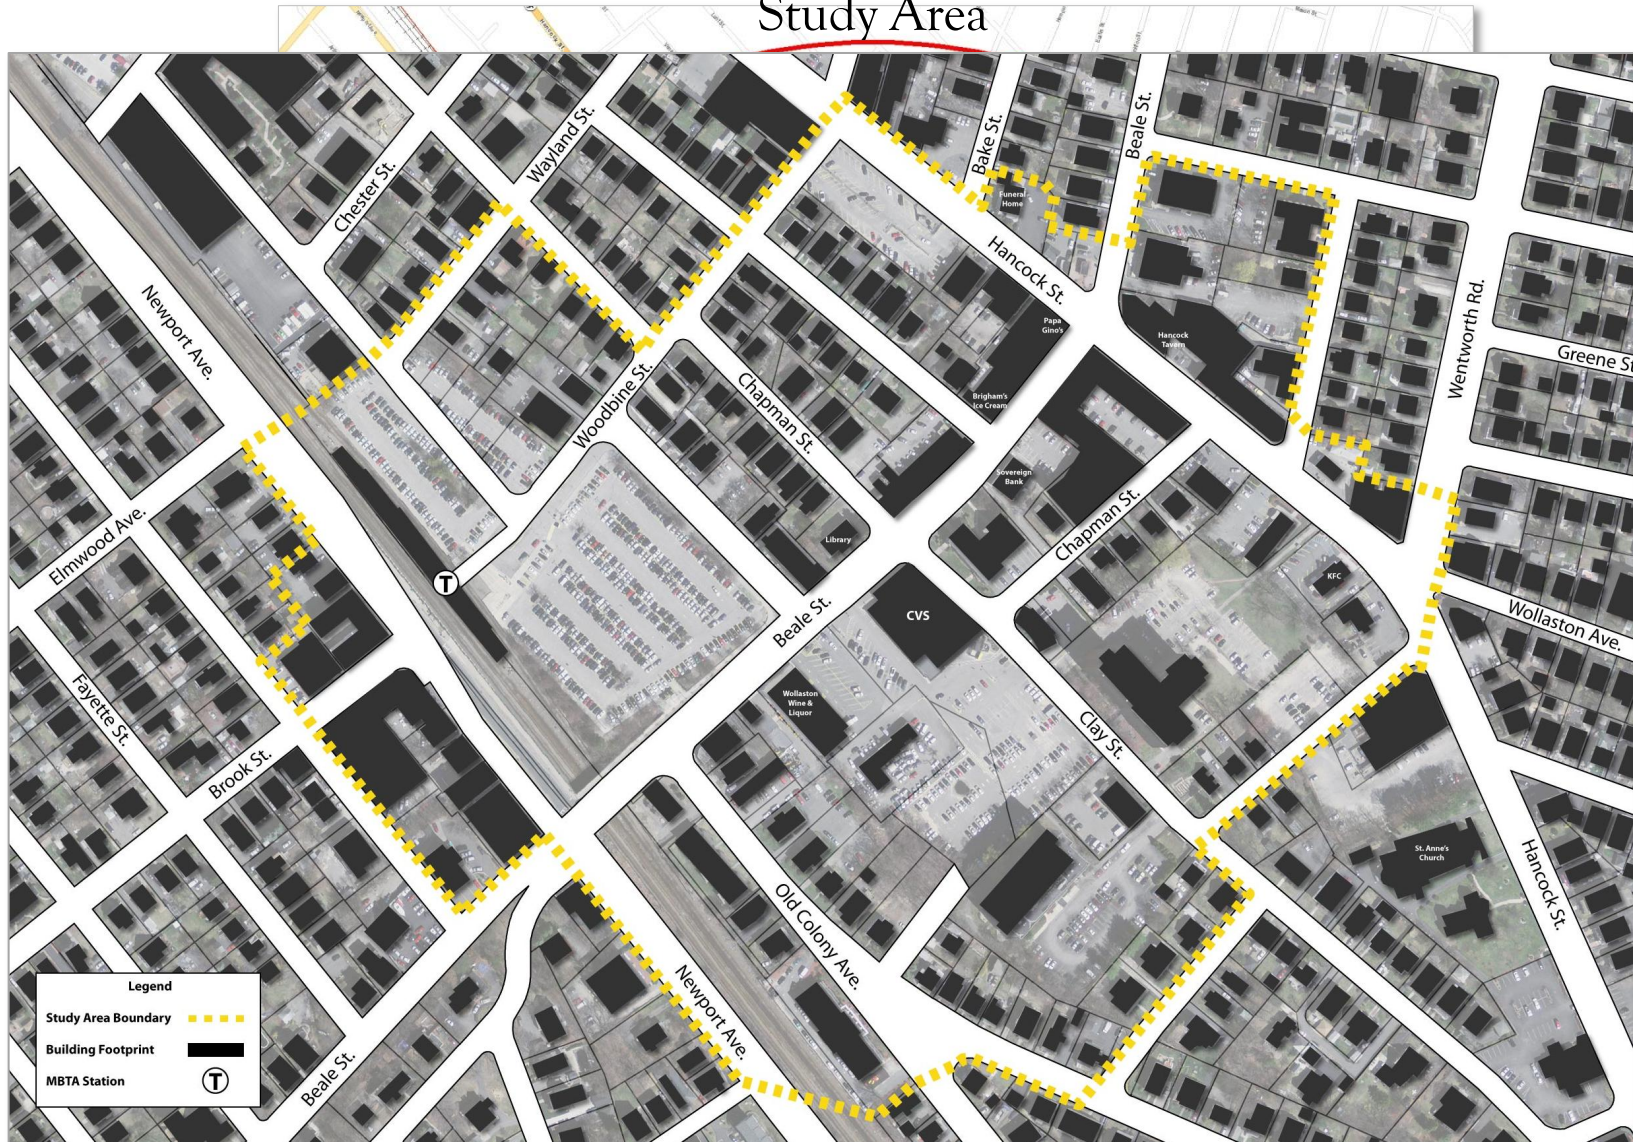 Study Area
Wayland St.
Bake St.
Beale St.
Chester St.
Funeral
Home
Hancock St.
Newport Ave.
Papa
Gino's
Hancock
Tavern
Wentworth Rd.
Greene St
Woodbine St.
Chapman St.
Brigham's
Ice Cream
Sovereign
Bank
Chapman St.
Elmwood Ave.
Library
T
KFC
Beale St.
CVS
Wollaston Ave.
Fayette St.
Wollaston
Wine &
Liquor
Clay St.
Brook St.
St. Anne's
Church
Hancock St.
Old Colony Ave.
Newport Ave.
Legend
Study Area Boundary
Building Footprint
MBTA Station T
Beale St.